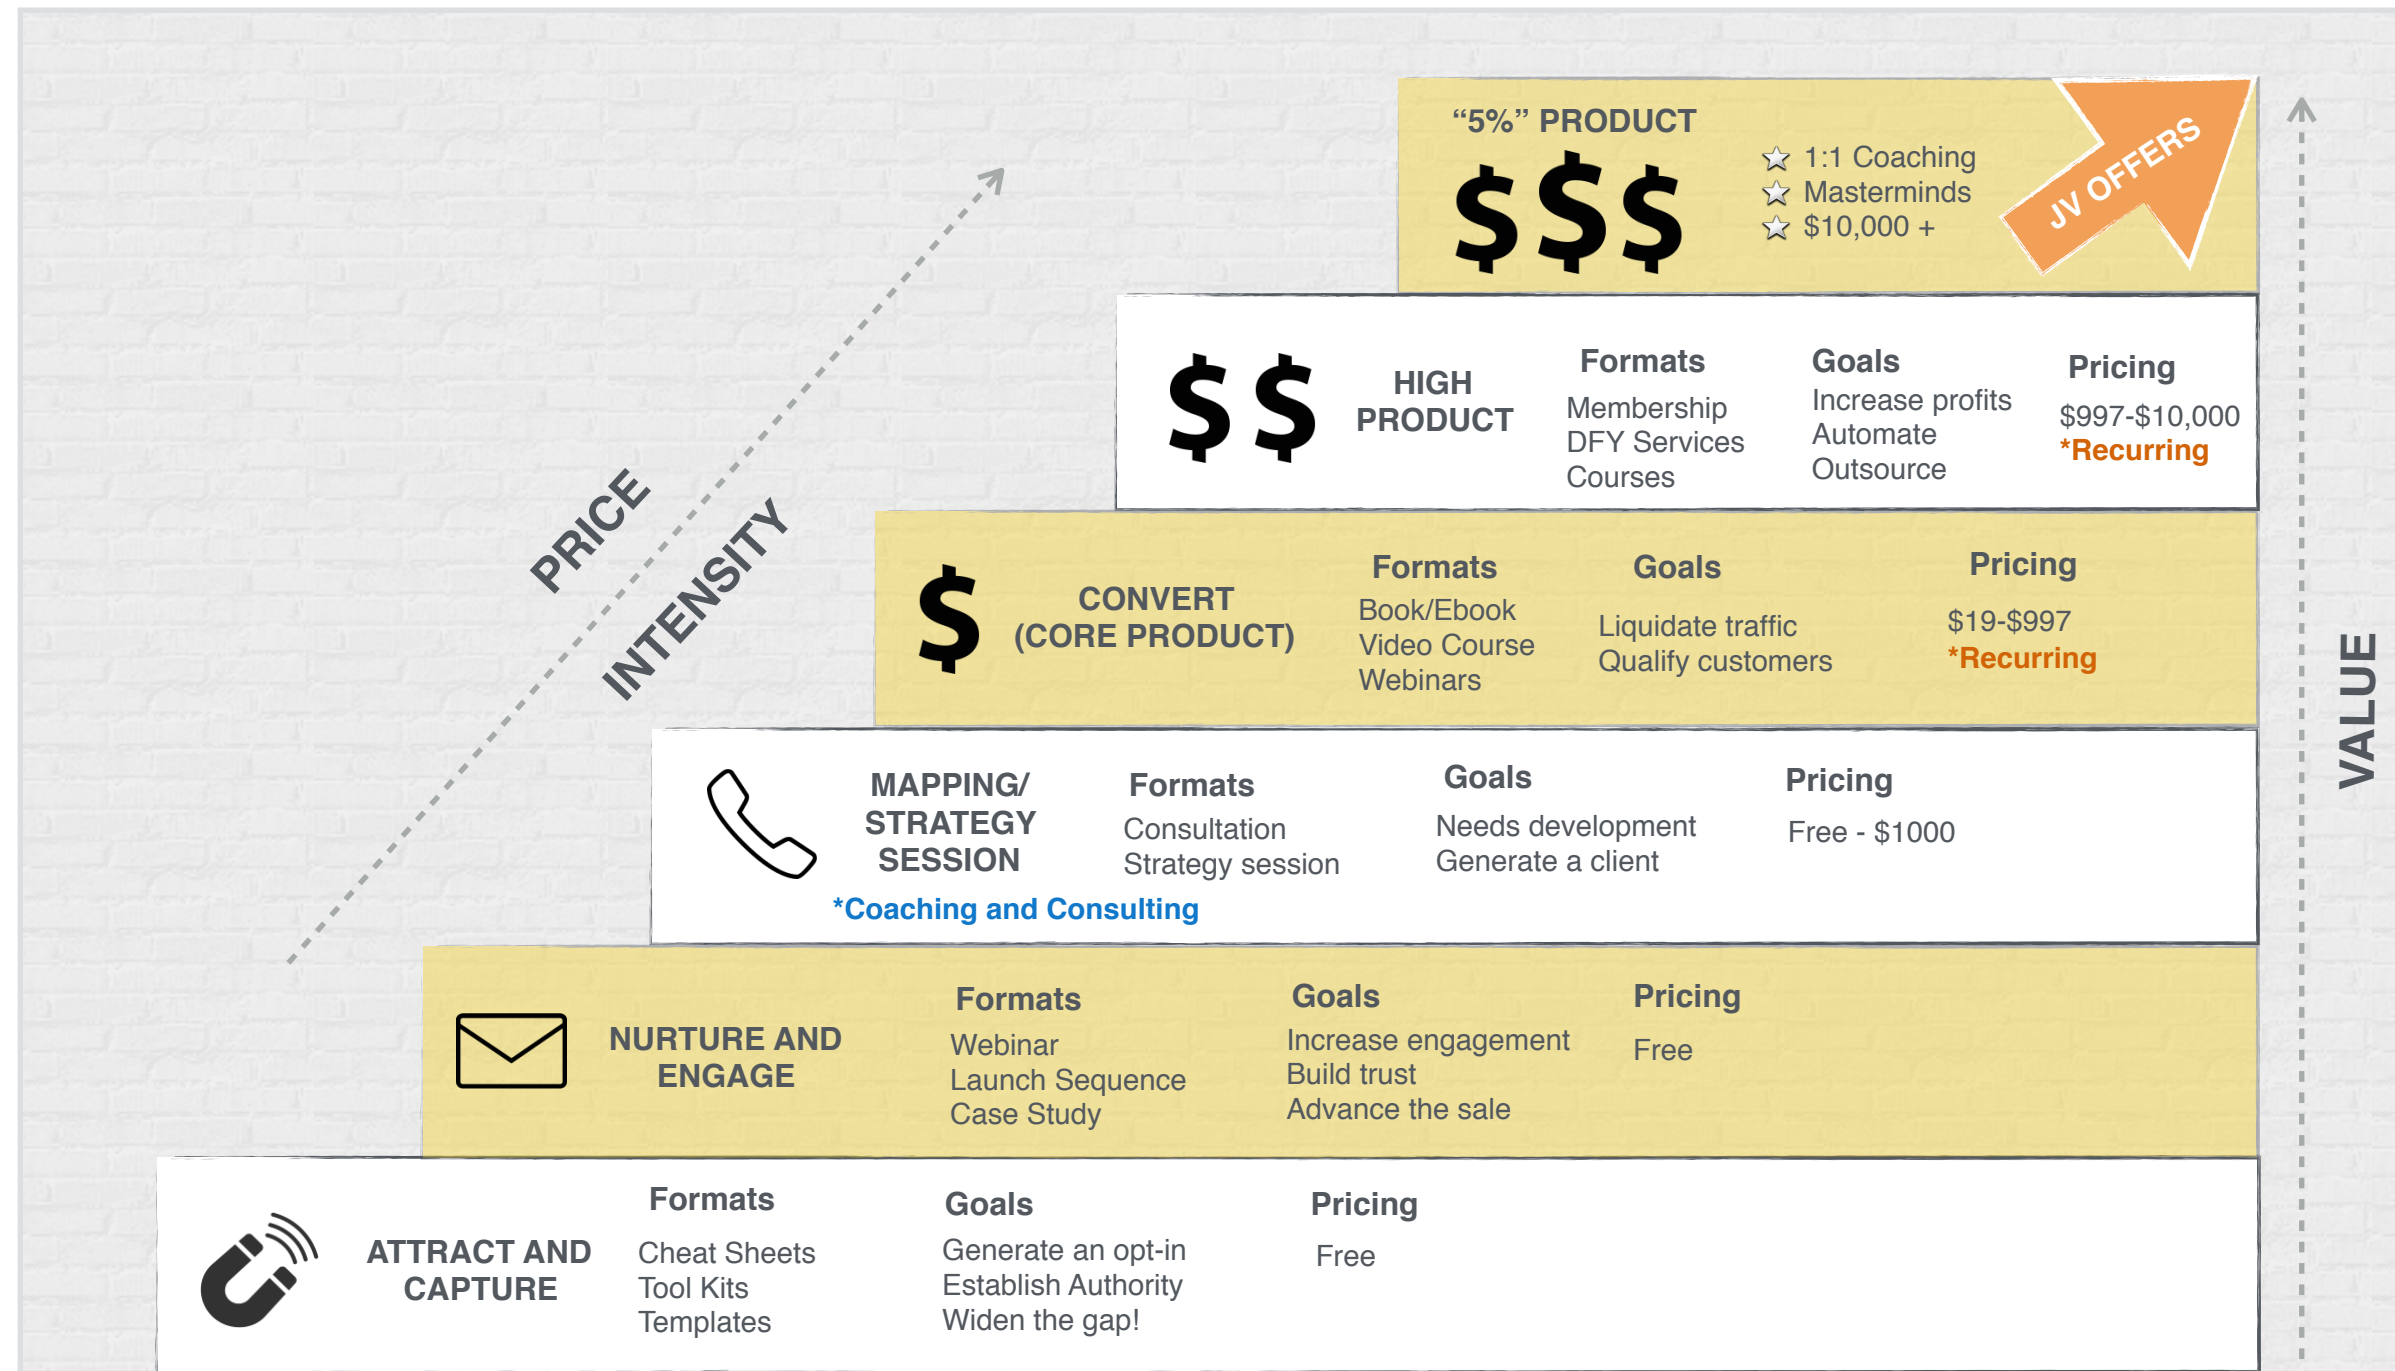 “5%” PRODUCT
$$$
1:1 Coaching
Masterminds
$10,000 +
JV OFFERS
$$
HIGH
PRODUCT
Formats
Membership
DFY Services
Courses
Goals
Increase profits
Automate
Outsource
Pricing
$997-$10,000
*Recurring
PRICE
INTENSITY
VALUE
$
CONVERT
(CORE PRODUCT)
Formats
Book/Ebook
Video Course
Webinars
Goals
Liquidate traffic
Qualify customers
Pricing
$19-$997
*Recurring
MAPPING/
STRATEGY
SESSION
*Coaching and Consulting
Formats
Consultation
Strategy session
Goals
Needs development
Generate a client
Pricing
Free - $1000
NURTURE AND
ENGAGE
Formats
Webinar
Launch Sequence
Case Study
Goals
Increase engagement
Build trust
Advance the sale
Pricing
Free
ATTRACT AND
CAPTURE
Formats
Cheat Sheets
Tool Kits
Templates
Goals
Generate an opt-in
Establish Authority
Widen the gap!
Pricing
Free